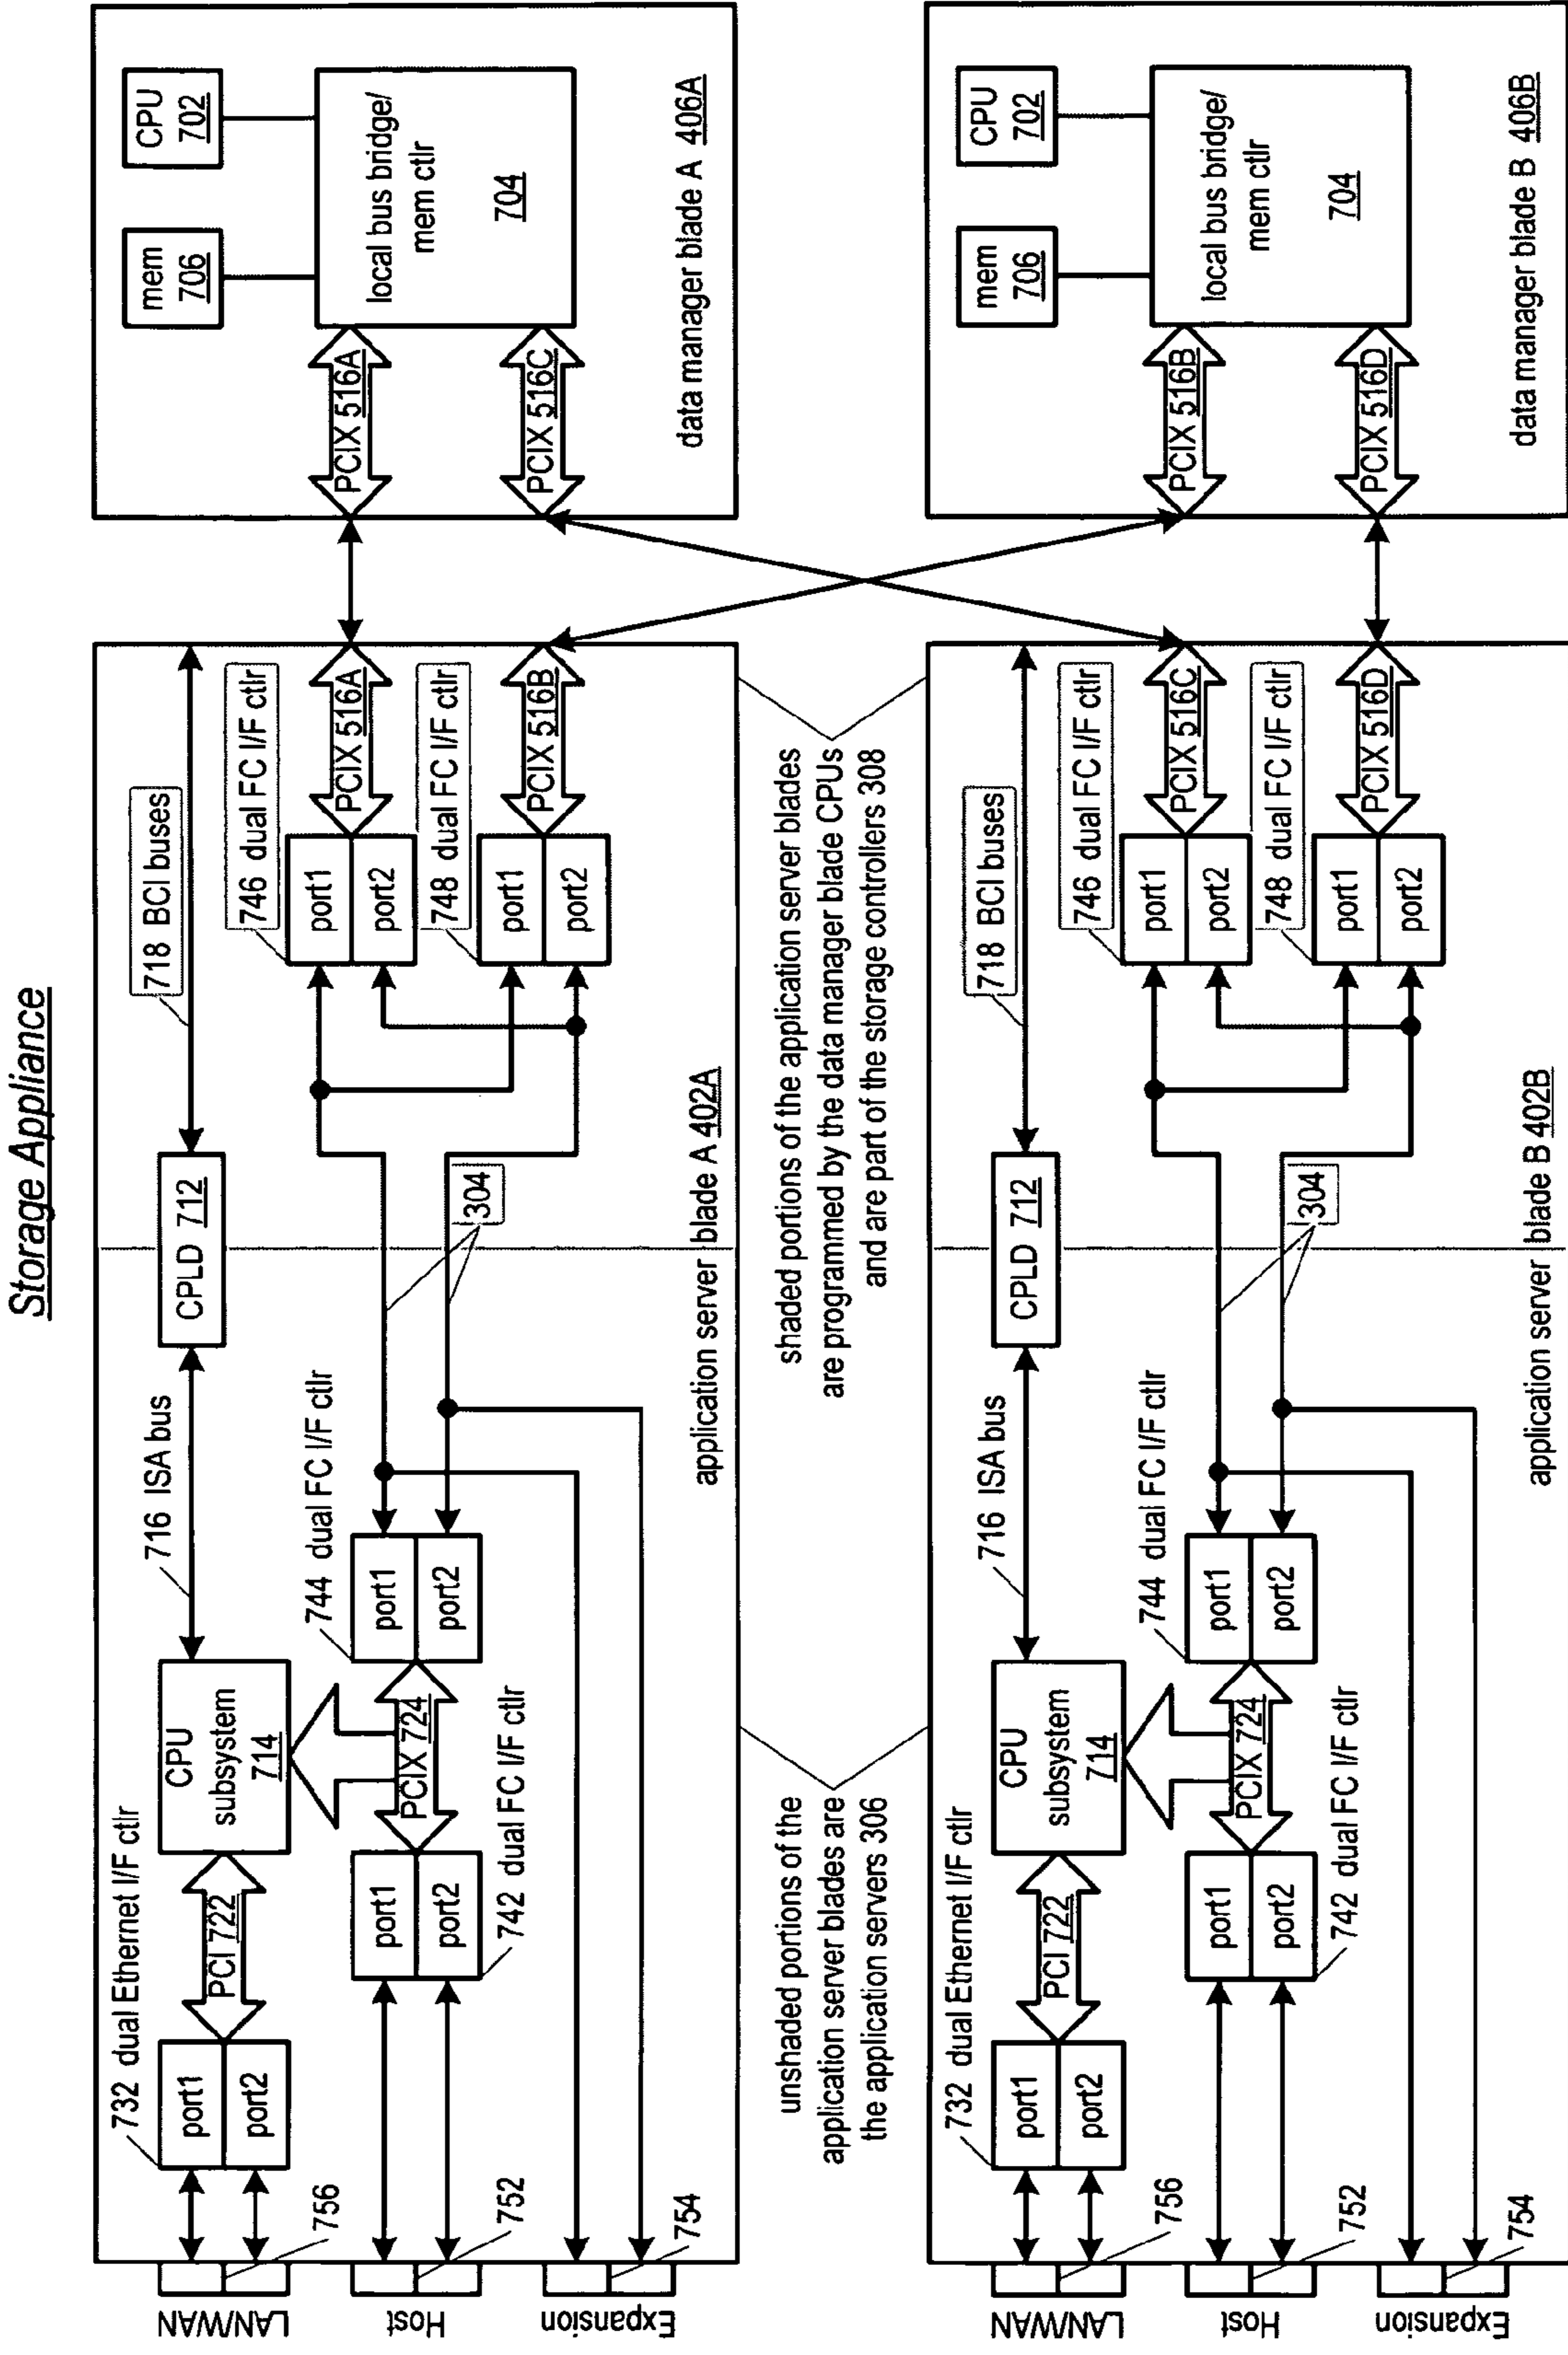 Storage Appliance
LAN/WAN
756
732 dual Ethernet I/F ctlr
port1
port2
PCI 722
CPU
subsystem
714
716 ISA bus
CPLD 712
718 BCI buses
Host
752
port1
port2
742 dual FC I/F ctlr
PCIX 724
744 dual FC I/F ctlr
port1
port2
304
746 dual FC I/F ctlr
port1
port2
PCIX 516A
748 dual FC I/F ctlr
port1
port2
PCIX 516B
Expansion
754
application server blade A 402A
mem
706
CPU
702
local bus bridge/
mem ctlr
704
PCIX 516A
PCIX 516C
data manager blade A 406A
unshaded portions of the
application server blades are
the application servers 306
shaded portions of the application server blades
are programmed by the data manager blade CPUs
and are part of the storage controllers 308
LAN/WAN
756
732 dual Ethernet I/F ctlr
port1
port2
PCI 722
CPU
subsystem
714
716 ISA bus
CPLD 712
718 BCI buses
Host
752
port1
port2
742 dual FC I/F ctlr
PCIX 724
744 dual FC I/F ctlr
port1
port2
304
746 dual FC I/F ctlr
port1
port2
PCIX 516C
748 dual FC I/F ctlr
port1
port2
PCIX 516D
Expansion
754
application server blade B 402B
mem
706
CPU
702
local bus bridge/
mem ctlr
704
PCIX 516B
PCIX 516D
data manager blade B 406B